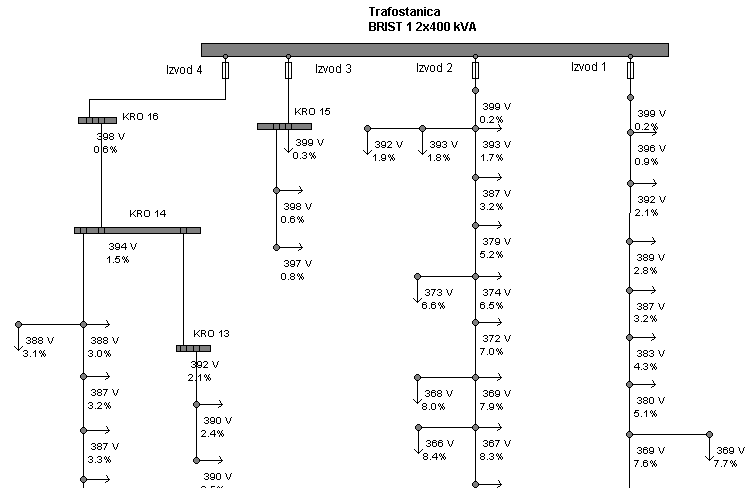 Trafostanica
BRIST 1 2x400 kVA
Izvod 4
Izvod 3
Izvod 2
Izvod 1
KRO 16
398 V
0.6%
KRO 14
394 V
1.5%
388 V
3.1%
388 V
3.0%
387 V
3.2%
387 V
3.3%
KRO 13
392 V
2.1%
390 V
2.4%
390 V
KRO 15
399 V
0.3%
398 V
0.6%
397 V
0.8%
399 V
0.2%
392 V
1.9%
393 V
1.8%
393 V
1.7%
387 V
3.2%
379 V
5.2%
373 V
6.6%
374 V
6.5%
372 V
7.0%
368 V
8.0%
369 V
7.9%
366 V
8.4%
367 V
8.3%
399 V
0.2%
396 V
0.9%
392 V
2.1%
389 V
2.8%
387 V
3.2%
383 V
4.3%
380 V
5.1%
369 V
7.6%
369 V
7.7%